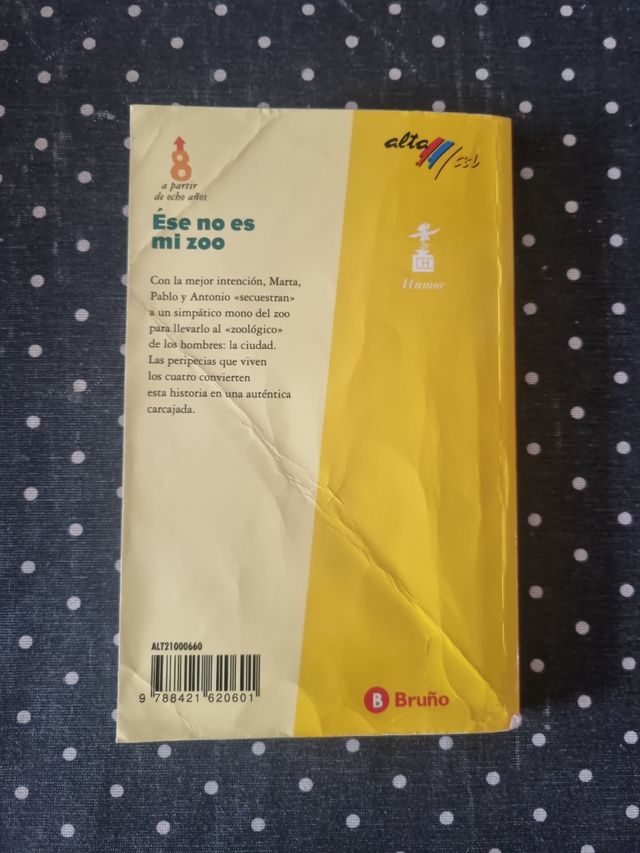 8
a partir
de ocho años
Ése no es
mi zoo
Con la mejor intención, Marta,
Pablo y Antonio «secuestran»
a un simpático mono del zoo
para llevarlo al «zoológico»
de los hombres: la ciudad.
Las peripecias que viven
los cuatro convierten
esta historia en una auténtica
carcajada.
alta
H
Humor
ALT21000660
9 788421 620601
B Bruño